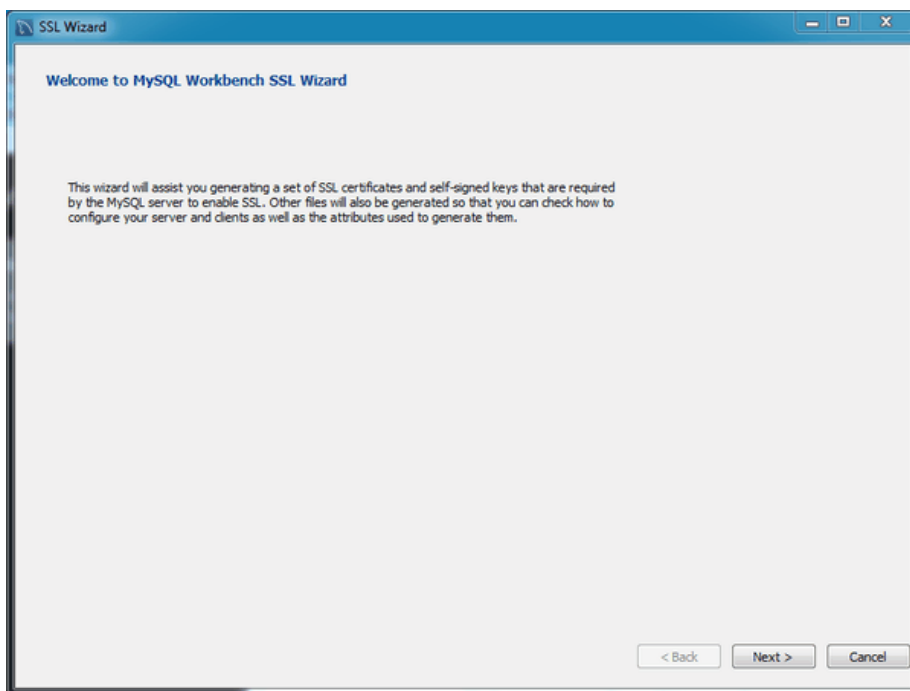 SSL Wizard
Welcome to MySQL Workbench SSL Wizard
This wizard will assist you generating a set of SSL certificates and self-signed keys that are required
by the MySQL server to enable SSL. Other files will also be generated so that you can check how to
configure your server and clients as well as the attributes used to generate them.
< Back Next > Cancel